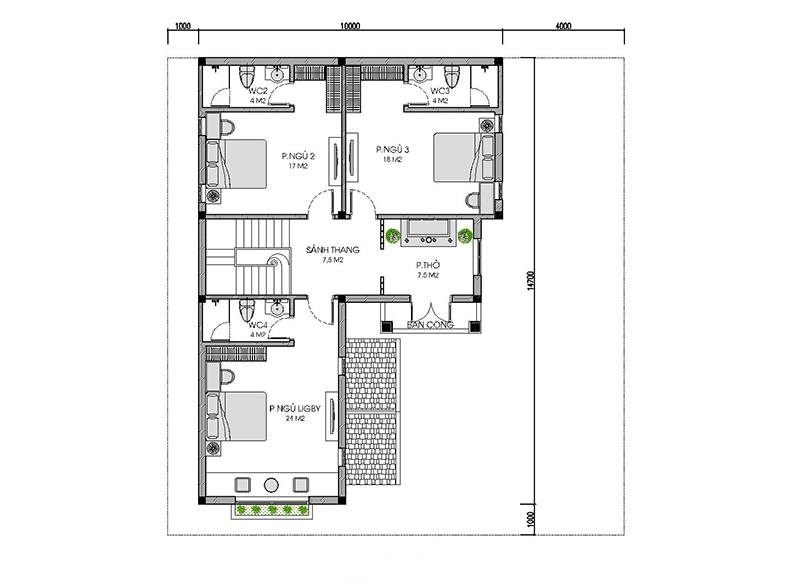 1000
10000
4000
WC2
4 M2
WC3
4 M2
P.NGỦ 2
17 M2
P.NGỦ 3
18 M2
SẢNH THANG
7.5 M2
P.THỜ
7.5 M2
14700
WC4
4 M2
BAN CÔNG
P.NGỦ LIGBY
24 M2
1000